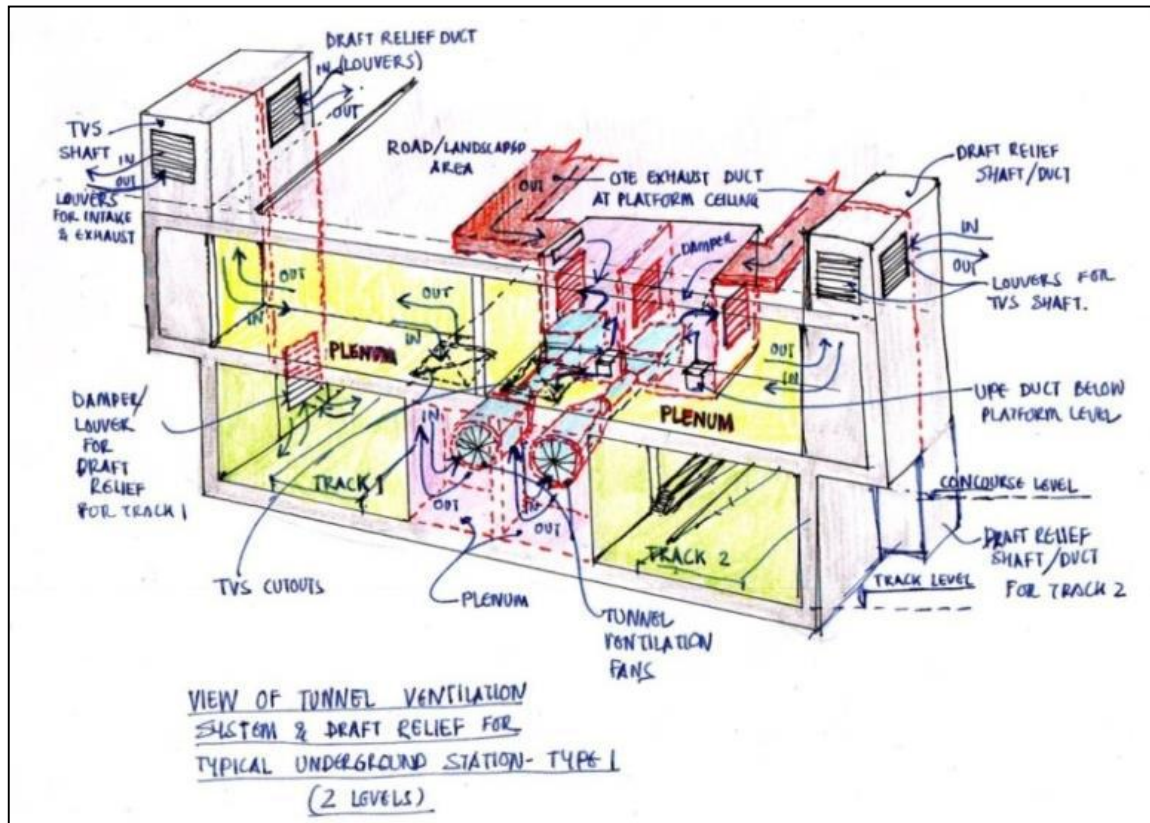 DRAFT RELIEF DUCT
IN (LOUVERS)
OUT
TVS
SHAFT
IN
OUT
LOUVERS
FOR INTAKE
& EXHAUST
ROAD/LANDSCAPED
AREA
OUT
OTE EXHAUST DUCT
AT PLATFORM CEILING
DAMPER
DRAFT RELIEF
SHAFT/DUCT
IN
OUT
LOUVERS FOR
TVS SHAFT.
OUT
IN
OUT
IN
PLENUM
OUT
IN
PLENUM
UPE DUCT BELOW
PLATFORM LEVEL
DAMPER/
LOUVER
FOR
DRAFT
RELIEF
FOR TRACK 1
TRACK 1
IN
OUT
IN
OUT
TRACK 2
CONCOURSE LEVEL
DRAFT RELIEF
SHAFT/DUCT
FOR TRACK 2
TRACK LEVEL
TVS CUTOUTS
PLENUM
TUNNEL
VENTILATION
FANS
VIEW OF TUNNEL VENTILATION
SYSTEM & DRAFT RELIEF FOR
TYPICAL UNDERGROUND STATION- TYPE 1
(2 LEVELS)